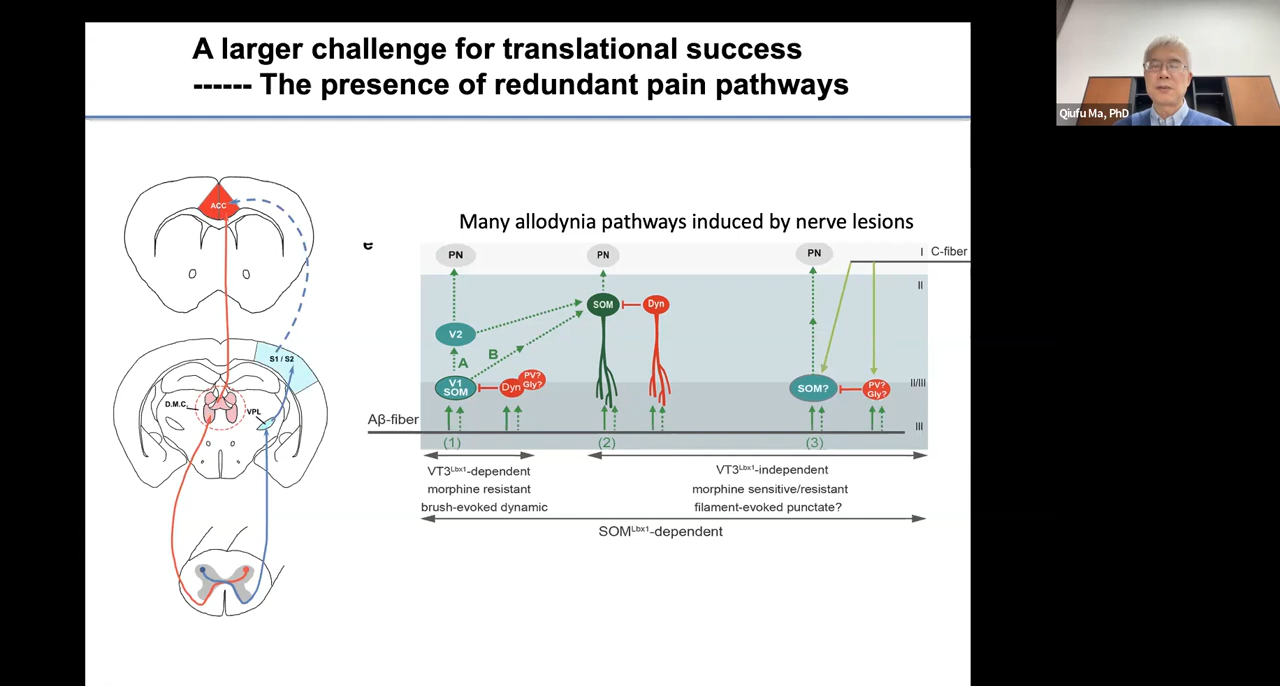 A larger challenge for translational success
------ The presence of redundant pain pathways
Qiufu Ma, PhD
ACC
S1 / S2
D.M.C.
VPL
Many allodynia pathways induced by nerve lesions
e
PN
PN
PN
I
C-fiber
II
SOM
Dyn
V2
A
B
V1
SOM
Dyn
PV?
Gly?
SOM?
PV?
Gly?
II/III
Aβ-fiber
III
(1)
(2)
(3)
VT3Lbx1-dependent
morphine resistant
brush-evoked dynamic
VT3Lbx1-independent
morphine sensitive/resistant
filament-evoked punctate?
SOMLbx1-dependent